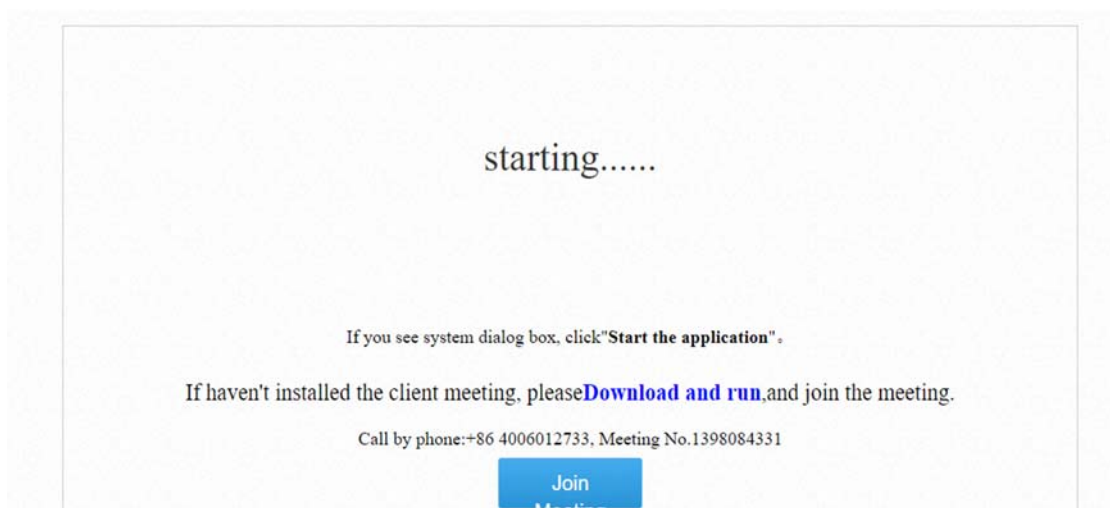 starting......
If you see system dialog box, click"Start the application"。
If haven't installed the client meeting, pleaseDownload and run,and join the meeting.
Call by phone:+86 4006012733, Meeting No.1398084331
Join
Meeting